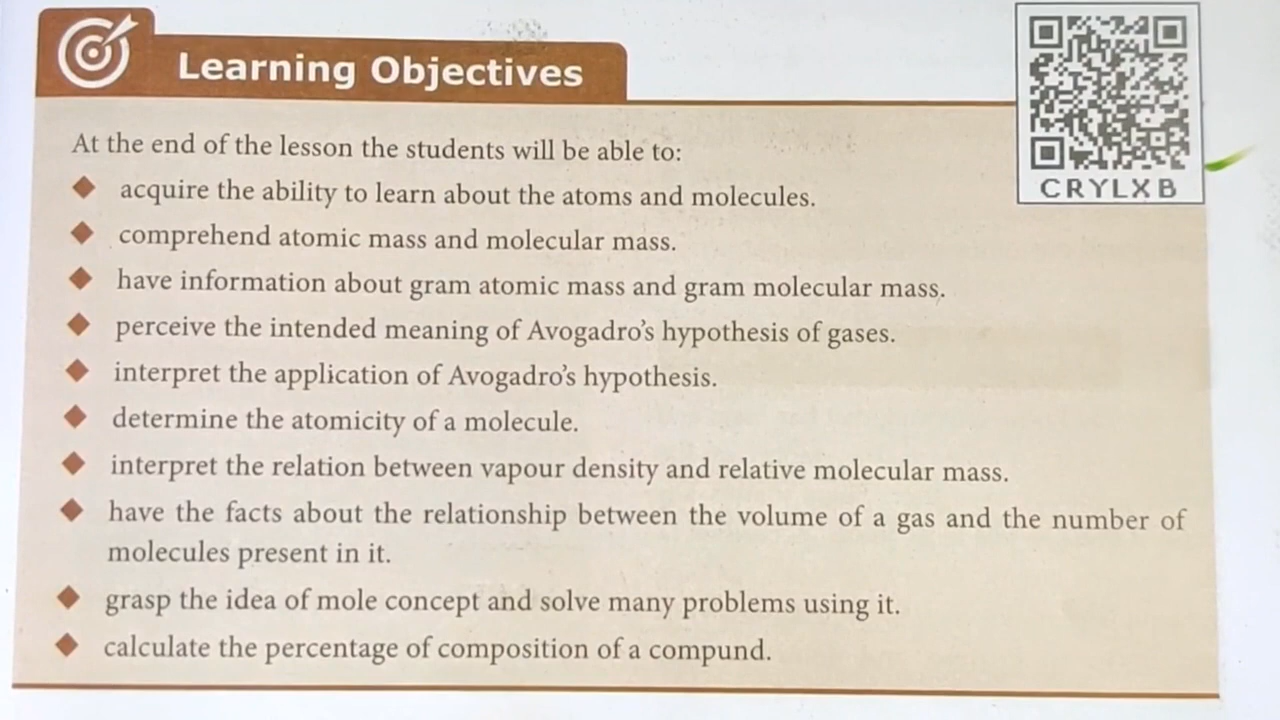 Learning Objectives
CRYLXB
At the end of the lesson the students will be able to:
acquire the ability to learn about the atoms and molecules.
comprehend atomic mass and molecular mass.
have information about gram atomic mass and gram molecular mass.
perceive the intended meaning of Avogadro's hypothesis of gases.
interpret the application of Avogadro's hypothesis.
determine the atomicity of a molecule.
interpret the relation between vapour density and relative molecular mass.
have the facts about the relationship between the volume of a gas and the number of
molecules present in it.
grasp the idea of mole concept and solve many problems using it.
calculate the percentage of composition of a compund.